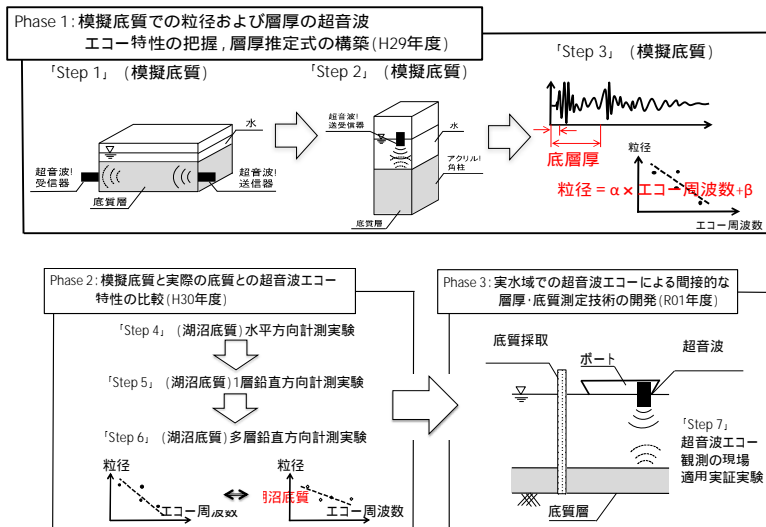 Phase 1：模擬底質での粒径および層厚の超音波
エコー特性の把握，層厚推定式の構築(H29年度)
｢Step 1｣ (模擬底質)
｢Step 2｣ (模擬底質)
｢Step 3｣ (模擬底質)
水
超音波!
受信器
超音波!
送信器
底質層
超音波!
送受信器
水
アクリル!
角柱
底質層
底層厚
粒径
粒径＝α×エコー周波数+β
エコー周波数
Phase 2：模擬底質と実際の底質との超音波エコー
特性の比較(H30年度)
｢Step 4｣ (湖沼底質)水平方向計測実験
｢Step 5｣ (湖沼底質)1層鉛直方向計測実験
｢Step 6｣ (湖沼底質)多層鉛直方向計測実験
粒径
エコー周波数
粒径
湖沼底質
エコー周波数
Phase 3：実水域での超音波エコーによる間接的な
層厚･底質測定技術の開発(R01年度)
底質採取
ボート
超音波
｢Step 7｣
超音波エコー
観測の現場
適用実証実験
底質層